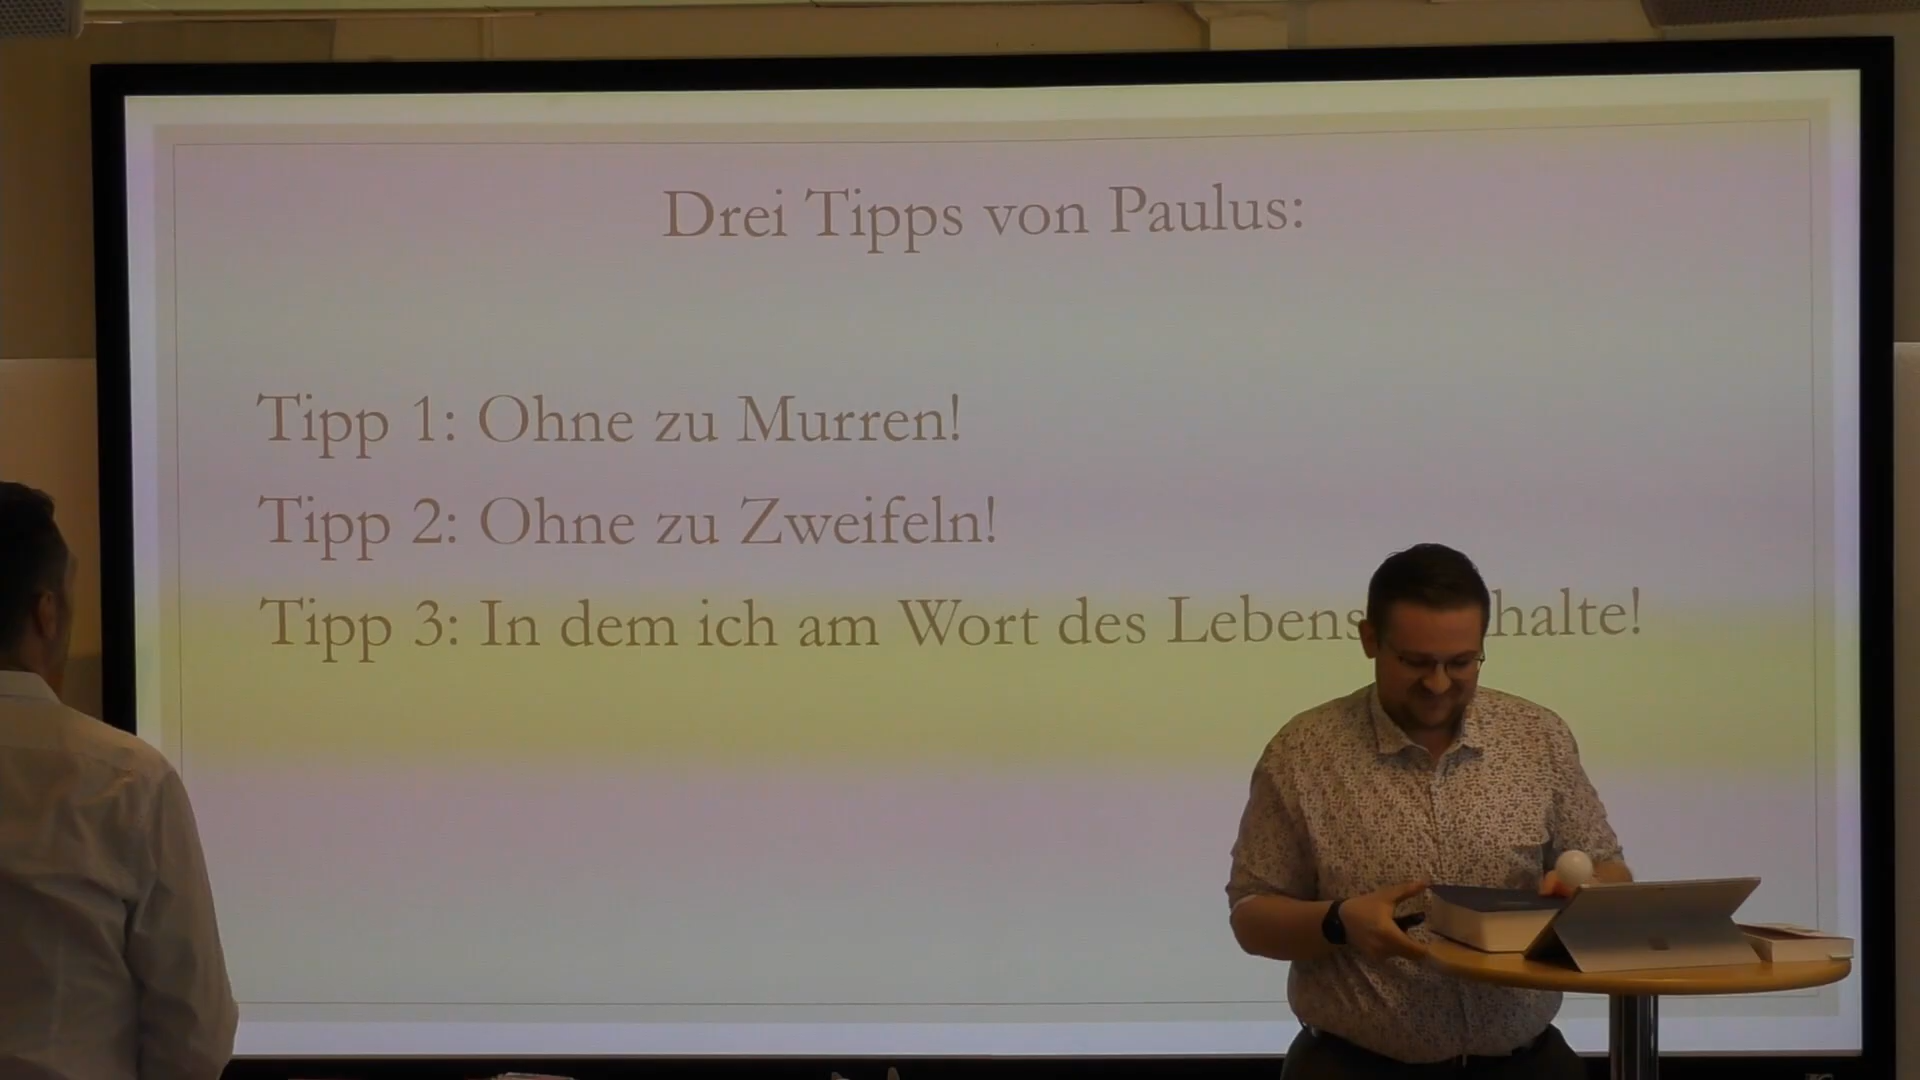 Drei Tipps von Paulus:
Tipp 1: Ohne zu Murren!
Tipp 2: Ohne zu Zweifeln!
Tipp 3: In dem ich am Wort des Lebens halte!